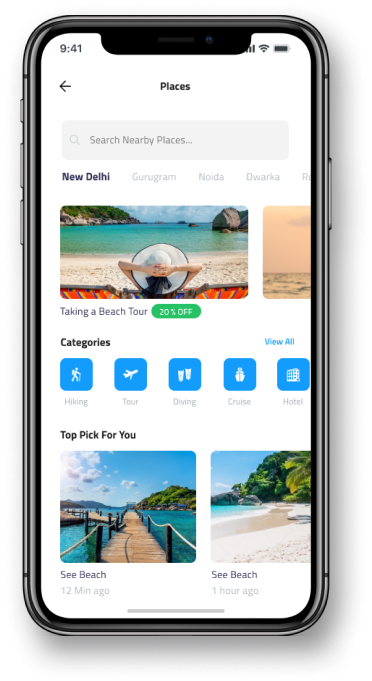 9:41
Places
Search Nearby Places...
New Delhi Gurugram Noida Dwarka
Taking a Beach Tour 20 % OFF
Categories View All
Hiking Tour Diving Cruise Hotel
Top Pick For You
See Beach See Beach
12 Min ago 1 hour ago